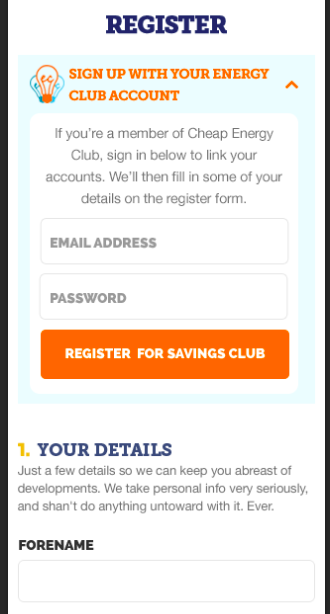 REGISTER
SIGN UP WITH YOUR ENERGY
CLUB ACCOUNT
If you're a member of Cheap Energy
Club, sign in below to link your
accounts. We'll then fill in some of your
details on the register form.
EMAIL ADDRESS
PASSWORD
REGISTER FOR SAVINGS CLUB
1. YOUR DETAILS
Just a few details so we can keep you abreast of
developments. We take personal info very seriously,
and shan't do anything untoward with it. Ever.
FORENAME